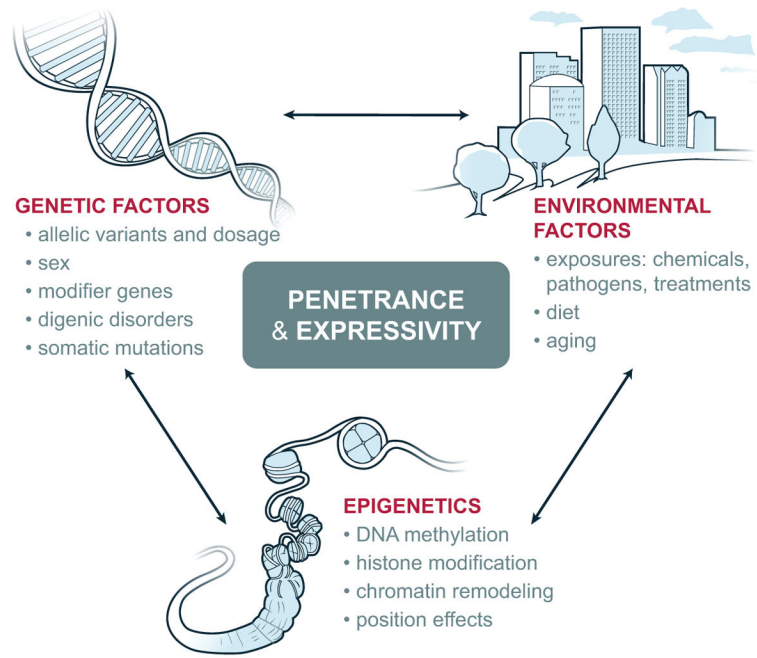 GENETIC FACTORS
• allelic variants and dosage
• sex
• modifier genes
• digenic disorders
• somatic mutations
ENVIRONMENTAL
FACTORS
• exposures: chemicals,
pathogens, treatments
• diet
• aging
PENETRANCE
& EXPRESSIVITY
EPIGENETICS
• DNA methylation
• histone modification
• chromatin remodeling
• position effects